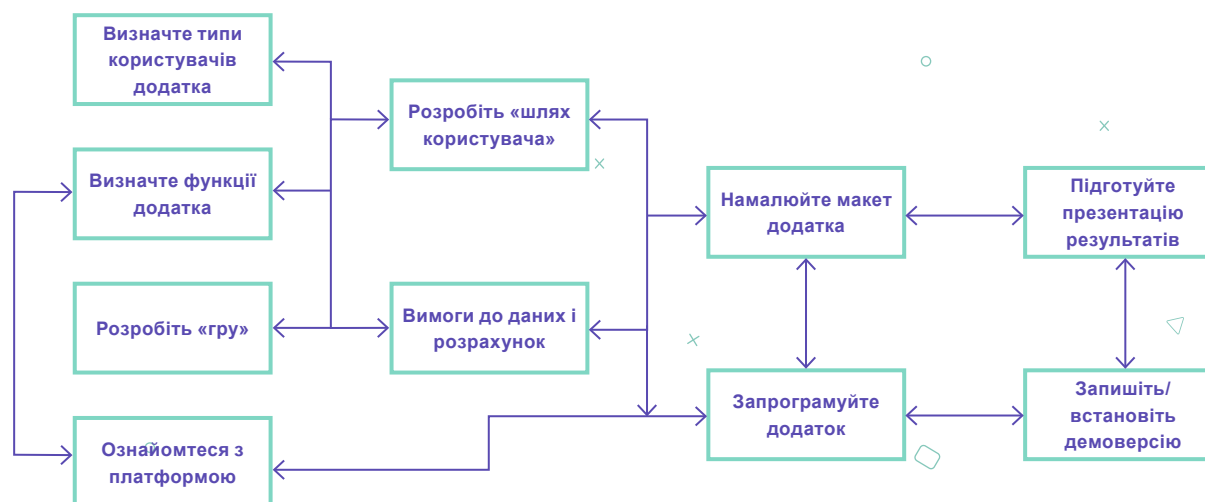 Визначте типи
користувачів
додатка
Визначте функції
додатка
Розробіть «гру»
Ознайомтеся з
платформою
Розробіть «шлях
користувача»
Вимоги до даних і
розрахунок
Намалюйте макет
додатка
Запрограмуйте
додаток
Підготуйте
презентацію
результатів
Запишіть/
встановіть
демоверсію